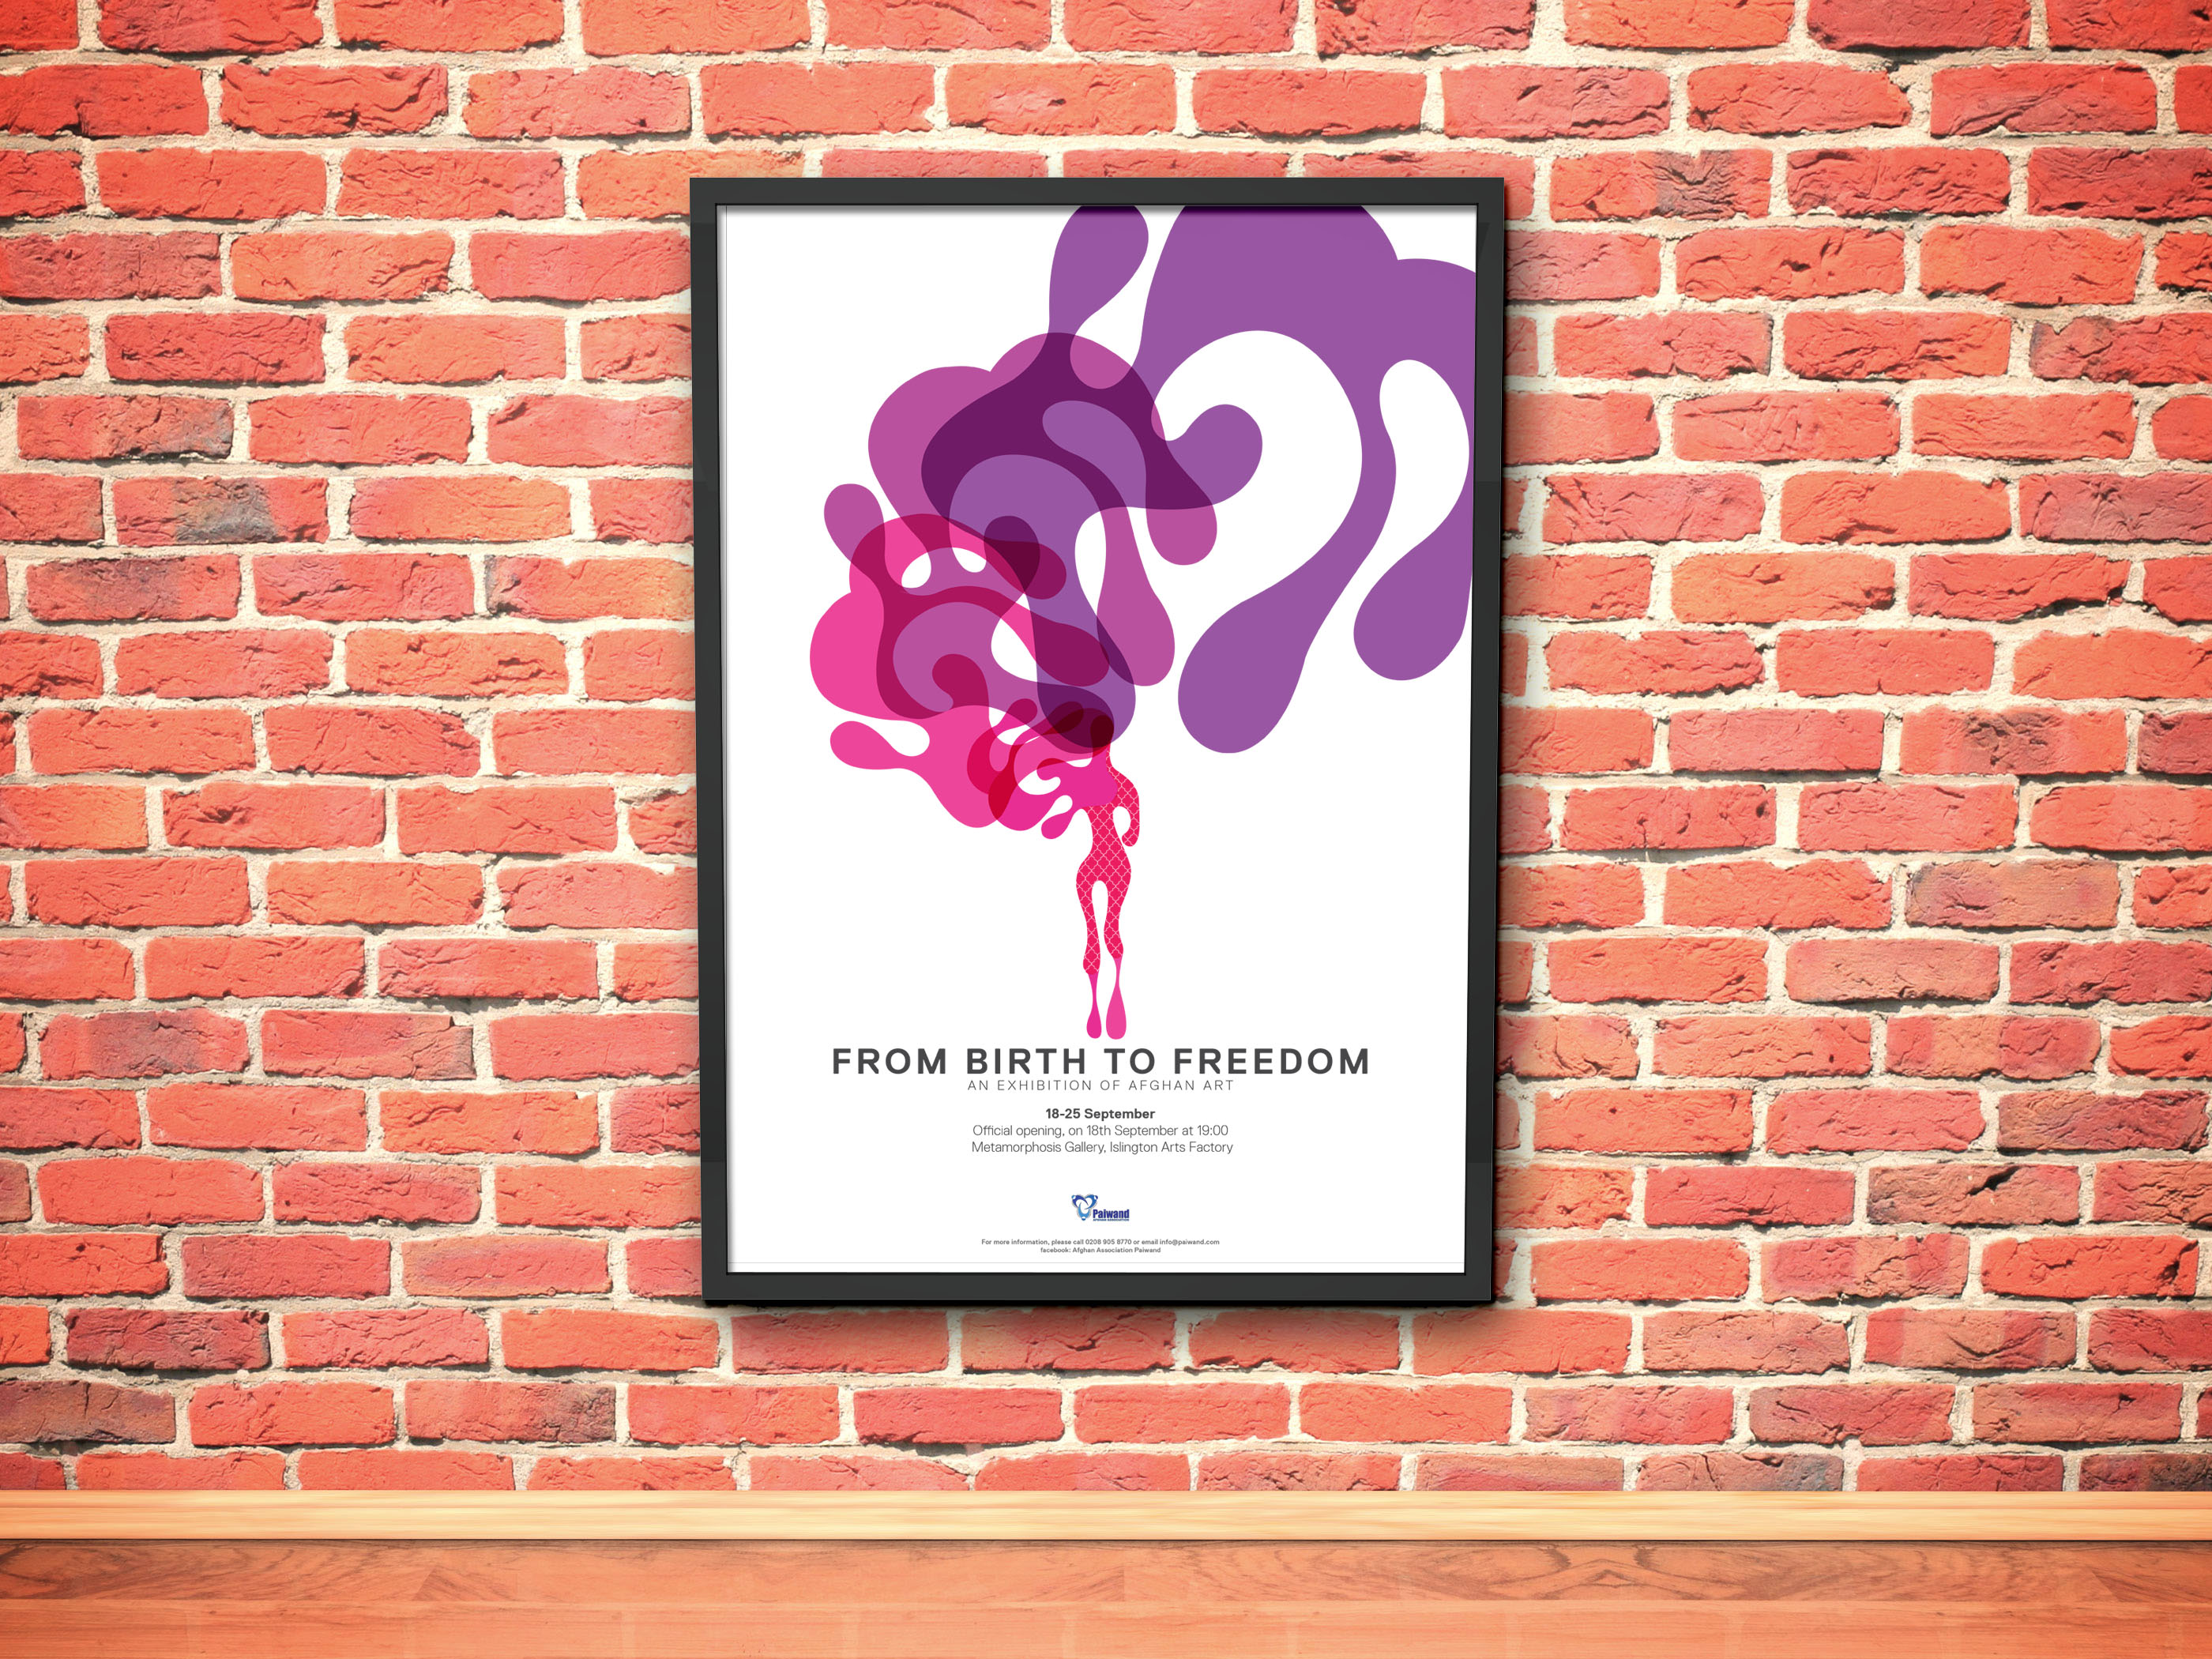 FROM BIRTH TO FREEDOM
AN EXHIBITION OF AFGHAN ART
18-25 September
Official opening, on 18th September at 19:00
Metamorphosis Gallery, Islington Arts Factory
Paiwand
AFGHAN ASSOCIATION
For more information, please call 0208 905 8770 or email info@paiwand.com
facebook: Afghan Association Paiwand